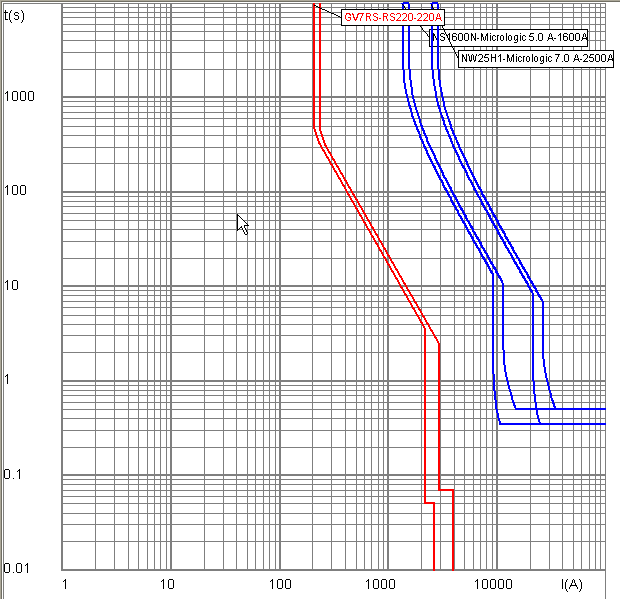 t(s)
GV7RS-RS220-220A
NS1600N-Micrologic 5.0 A-1600A
NW25H1-Micrologic 7.0 A-2500A
1000
100
10
1
0.1
0.01
1 10 100 1000 10000 I(A)